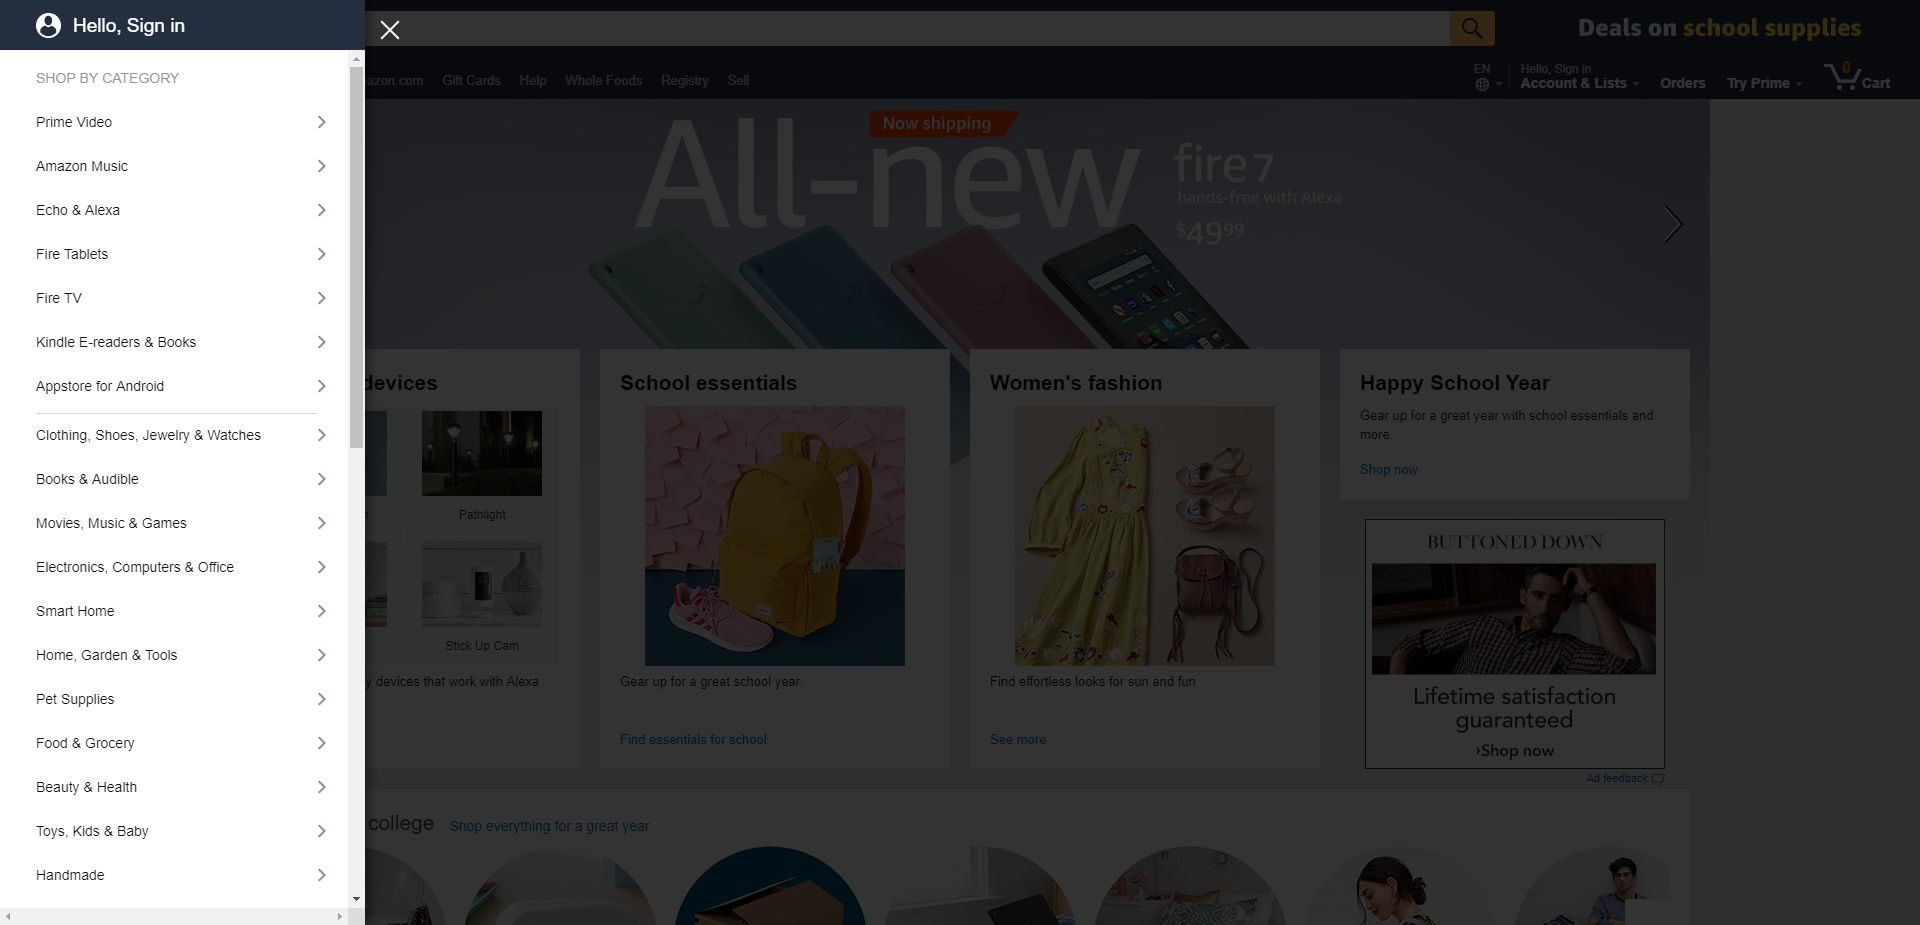 Hello, Sign in
SHOP BY CATEGORY
Prime Video
Amazon Music
Echo & Alexa
Fire Tablets
Fire TV
Kindle E-readers & Books
Appstore for Android
Clothing, Shoes, Jewelry & Watches
Books & Audible
Movies, Music & Games
Electronics, Computers & Office
Smart Home
Home, Garden & Tools
Pet Supplies
Food & Grocery
Beauty & Health
Toys, Kids & Baby
Handmade
Deals on school supplies
azon.com Gift Cards Help Whole Foods Registry Sell
EN
Hello, Sign in
Account & Lists
Orders
Try Prime
0
Cart
Now shipping
All-new
fire 7
hands-free with Alexa
$49.99
devices
Pathlight
Stick Up Cam
y devices that work with Alexa
School essentials
Gear up for a great school year.
Find essentials for school
Women's fashion
Find effortless looks for sun and fun
See more
Happy School Year
Gear up for a great year with school essentials and
more.
Shop now
BUTTONED DOWN
Lifetime satisfaction
guaranteed
›Shop now
Ad feedback
college Shop everything for a great year